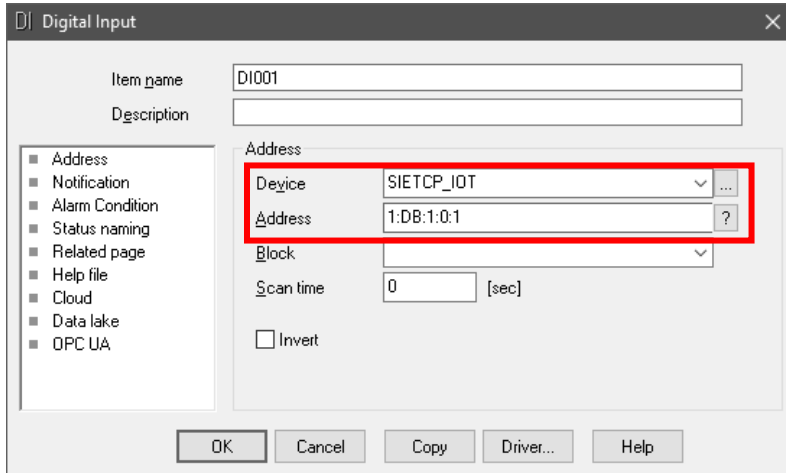 DI Digital Input
Item name DI001
Description
Address
Notification
Alarm Condition
Status naming
Related page
Help file
Cloud
Data lake
OPC UA
Address
Device SIETCP_IOT ...
Address 1:DB:1:0:1 ?
Block
Scan time 0 [sec]
Invert
OK Cancel Copy Driver... Help